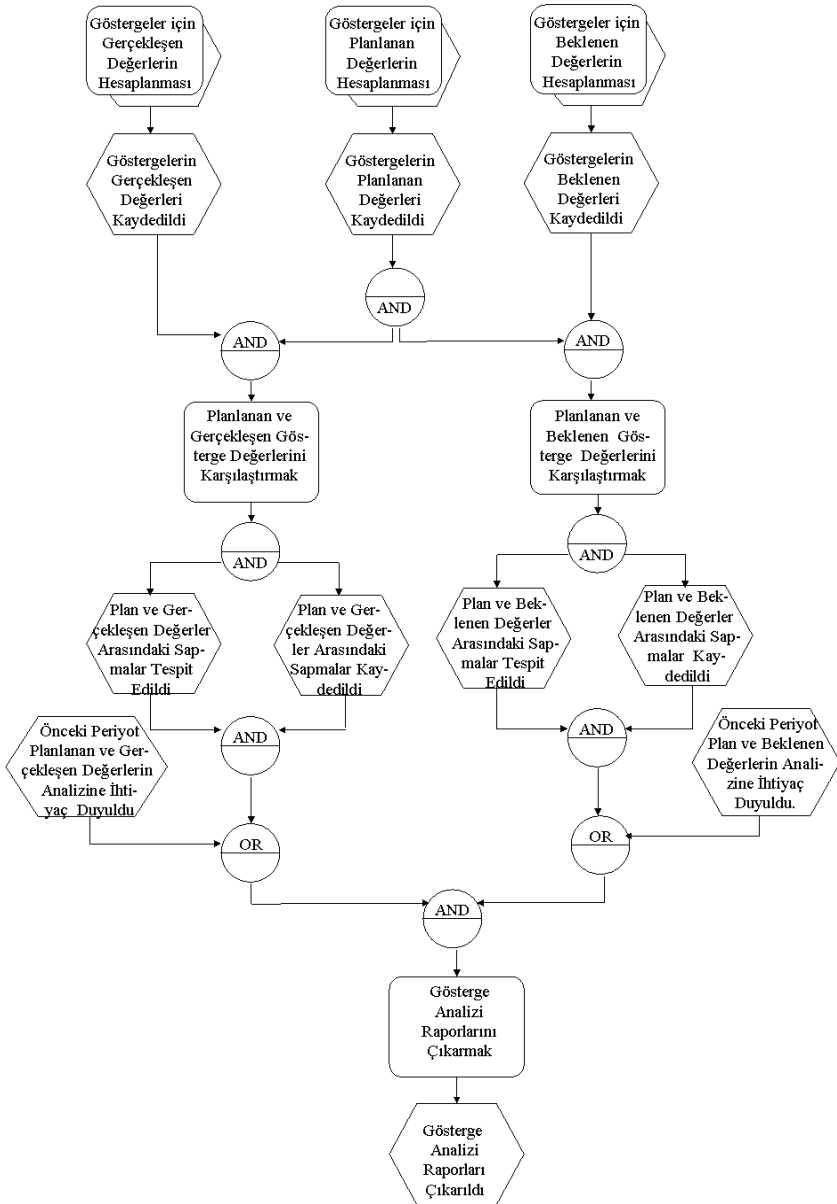 Göstergeler için
Gerçekleşen
Değerlerin
Hesaplanması
Göstergeler için
Planlanan
Değerlerin
Hesaplanması
Göstergeler için
Beklenen
Değerlerin
Hesaplanması
Göstergelerin
Gerçekleşen
Değerleri
Kaydedildi
Göstergelerin
Planlanan
Değerleri
Kaydedildi
Göstergelerin
Beklenen
Değerleri
Kaydedildi
AND
AND
AND
Planlanan ve
Gerçekleşen Gös-
terge Değerlerini
Karşılaştırmak
Planlanan ve
Beklenen Gös-
terge Değerlerini
Karşılaştırmak
AND
AND
Plan ve Ger-
çekleşen Değerler
Arasındaki Sap-
malar Tespit
Edildi
Plan ve Ger-
çekleşen Değer-
ler Arasındaki
Sapmalar Kay-
dedildi
Plan ve Bek-
lenen Değerler
Arasındaki Sap-
malar Tespit
Edildi
Plan ve Bek-
lenen Değerler
Arasındaki Sap-
malar Kay-
dedildi
Önceki Periyot
Planlanan ve Ger-
çekleşen Değerlerin
Analizine İhti-
yaç Duyuldu
AND
AND
Önceki Periyot
Plan ve Beklenen
Değerlerin Anali-
zine İhtiyaç
Duyuldu.
OR
OR
AND
Gösterge
Analizi
Raporlarını
Çıkarmak
Gösterge
Analizi
Raporları
Çıkarıldı